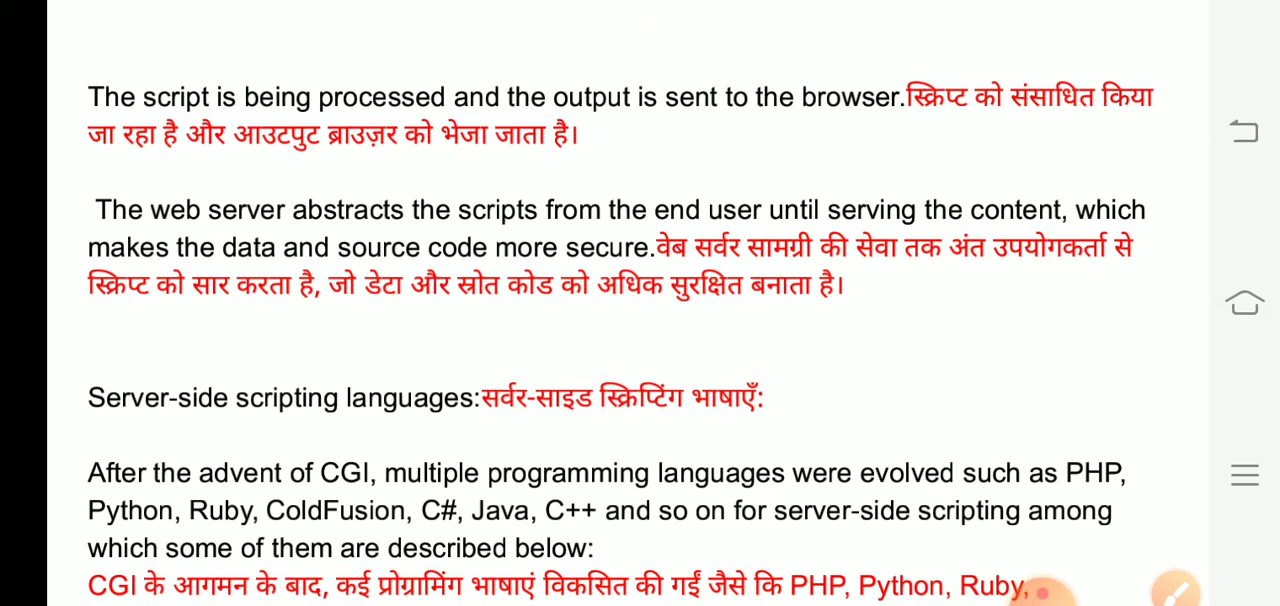 The script is being processed and the output is sent to the browser.स्क्रिप्ट को संसाधित किया
जा रहा है और आउटपुट ब्राउज़र को भेजा जाता है।
The web server abstracts the scripts from the end user until serving the content, which
makes the data and source code more secure.वेब सर्वर सामग्री की सेवा तक अंत उपयोगकर्ता से
स्क्रिप्ट को सार करता है, जो डेटा और स्रोत कोड को अधिक सुरक्षित बनाता है।
Server-side scripting languages:सर्वर-साइड स्क्रिप्टिंग भाषाएँ:
After the advent of CGI, multiple programming languages were evolved such as PHP,
Python, Ruby, ColdFusion, C#, Java, C++ and so on for server-side scripting among
which some of them are described below:
CGI के आगमन के बाद, कई प्रोग्रामिंग भाषाएं विकसित की गईं जैसे कि PHP, Python, Ruby,